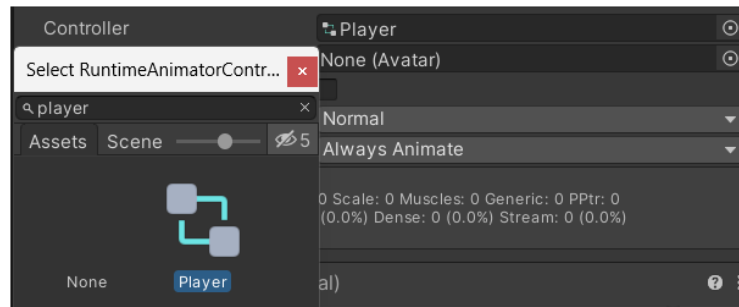 Controller
Player
Select RuntimeAnimatorContr...
None (Avatar)
player
Normal
Assets Scene 5
Always Animate
0 Scale: 0 Muscles: 0 Generic: 0 PPtr: 0
(0.0%) Dense: 0 (0.0%) Stream: 0 (0.0%)
None Player
al)